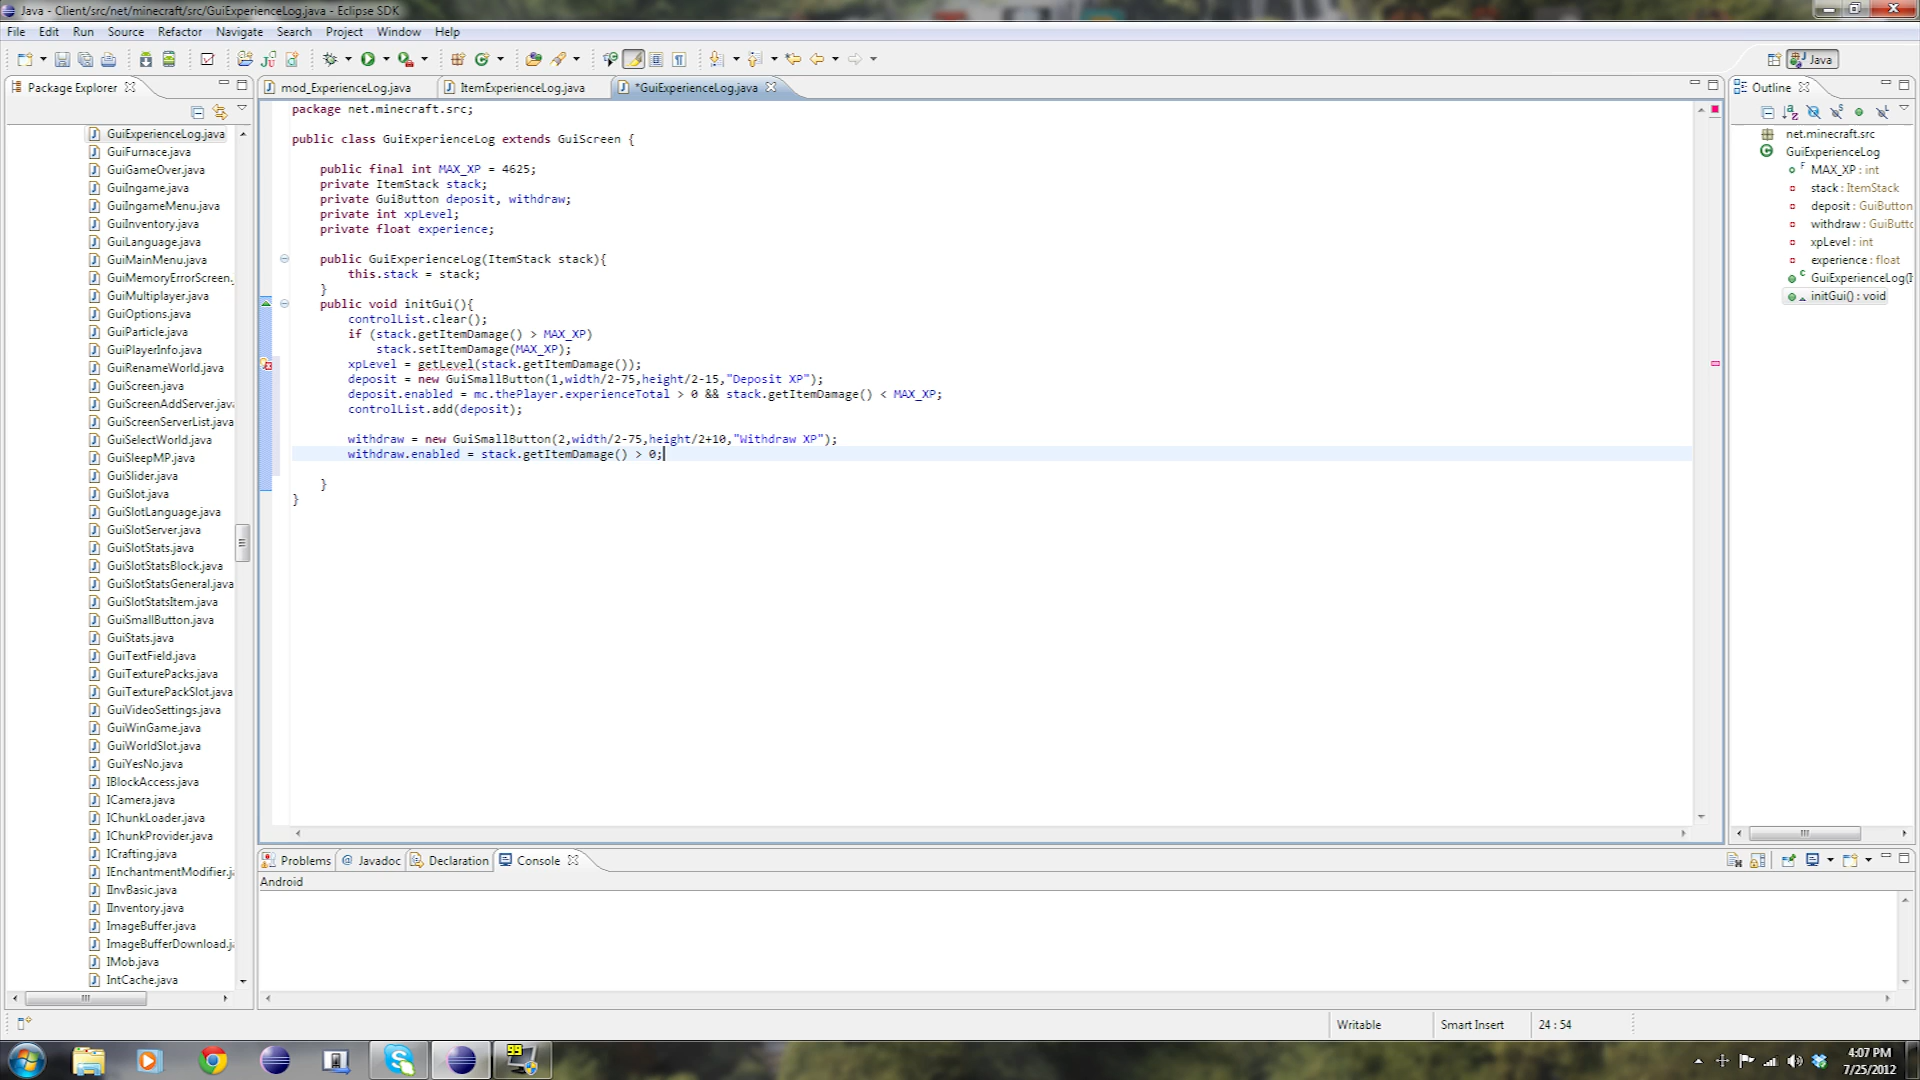 Java - Client/src/net/minecraft/src/GuiExperienceLog.java - Eclipse SDK
File Edit Run Source Refactor Navigate Search Project Window Help
Java
Package Explorer
mod_ExperienceLog.java
ItemExperienceLog.java
*GuiExperienceLog.java
Outline
GuiExperienceLog.java
GuiFurnace.java
GuiGameOver.java
GuiIngame.java
GuiIngameMenu.java
GuiInventory.java
GuiLanguage.java
GuiMainMenu.java
GuiMemoryErrorScreen.
GuiMultiplayer.java
GuiOptions.java
GuiParticle.java
GuiPlayerInfo.java
GuiRenameWorld.java
GuiScreen.java
GuiScreenAddServer.java
GuiScreenServerList.java
GuiSelectWorld.java
GuiSleepMP.java
GuiSlider.java
GuiSlot.java
GuiSlotLanguage.java
GuiSlotServer.java
GuiSlotStats.java
GuiSlotStatsBlock.java
GuiSlotStatsGeneral.java
GuiSlotStatsItem.java
GuiSmallButton.java
GuiStats.java
GuiTextField.java
GuiTexturePacks.java
GuiTexturePackSlot.java
GuiVideoSettings.java
GuiWinGame.java
GuiWorldSlot.java
GuiYesNo.java
IBlockAccess.java
ICamera.java
IChunkLoader.java
IChunkProvider.java
ICrafting.java
IEnchantmentModifier.j
IInvBasic.java
IInventory.java
ImageBuffer.java
ImageBufferDownload.j
IMob.java
IntCache.java
package net.minecraft.src;
public class GuiExperienceLog extends GuiScreen {
public final int MAX_XP = 4625;
private ItemStack stack;
private GuiButton deposit, withdraw;
private int xpLevel;
private float experience;
public GuiExperienceLog(ItemStack stack){
this.stack = stack;
}
public void initGui(){
controlList.clear();
if (stack.getItemDamage() > MAX_XP)
stack.setItemDamage(MAX_XP);
xpLevel = getLevel(stack.getItemDamage());
deposit = new GuiSmallButton(1,width/2-75,height/2-15,"Deposit XP");
deposit.enabled = mc.thePlayer.experienceTotal > 0 && stack.getItemDamage() < MAX_XP;
controlList.add(deposit);
withdraw = new GuiSmallButton(2,width/2-75,height/2+10,"Withdraw XP");
withdraw.enabled = stack.getItemDamage() > 0;
}
}
net.minecraft.src
GuiExperienceLog
MAX_XP : int
stack : ItemStack
deposit : GuiButton
withdraw : GuiButt
xpLevel : int
experience : float
GuiExperienceLog(I
initGui() : void
Problems
Javadoc
Declaration
Console
Android
Writable
Smart Insert
24 : 54
99
4:07 PM
7/25/2012